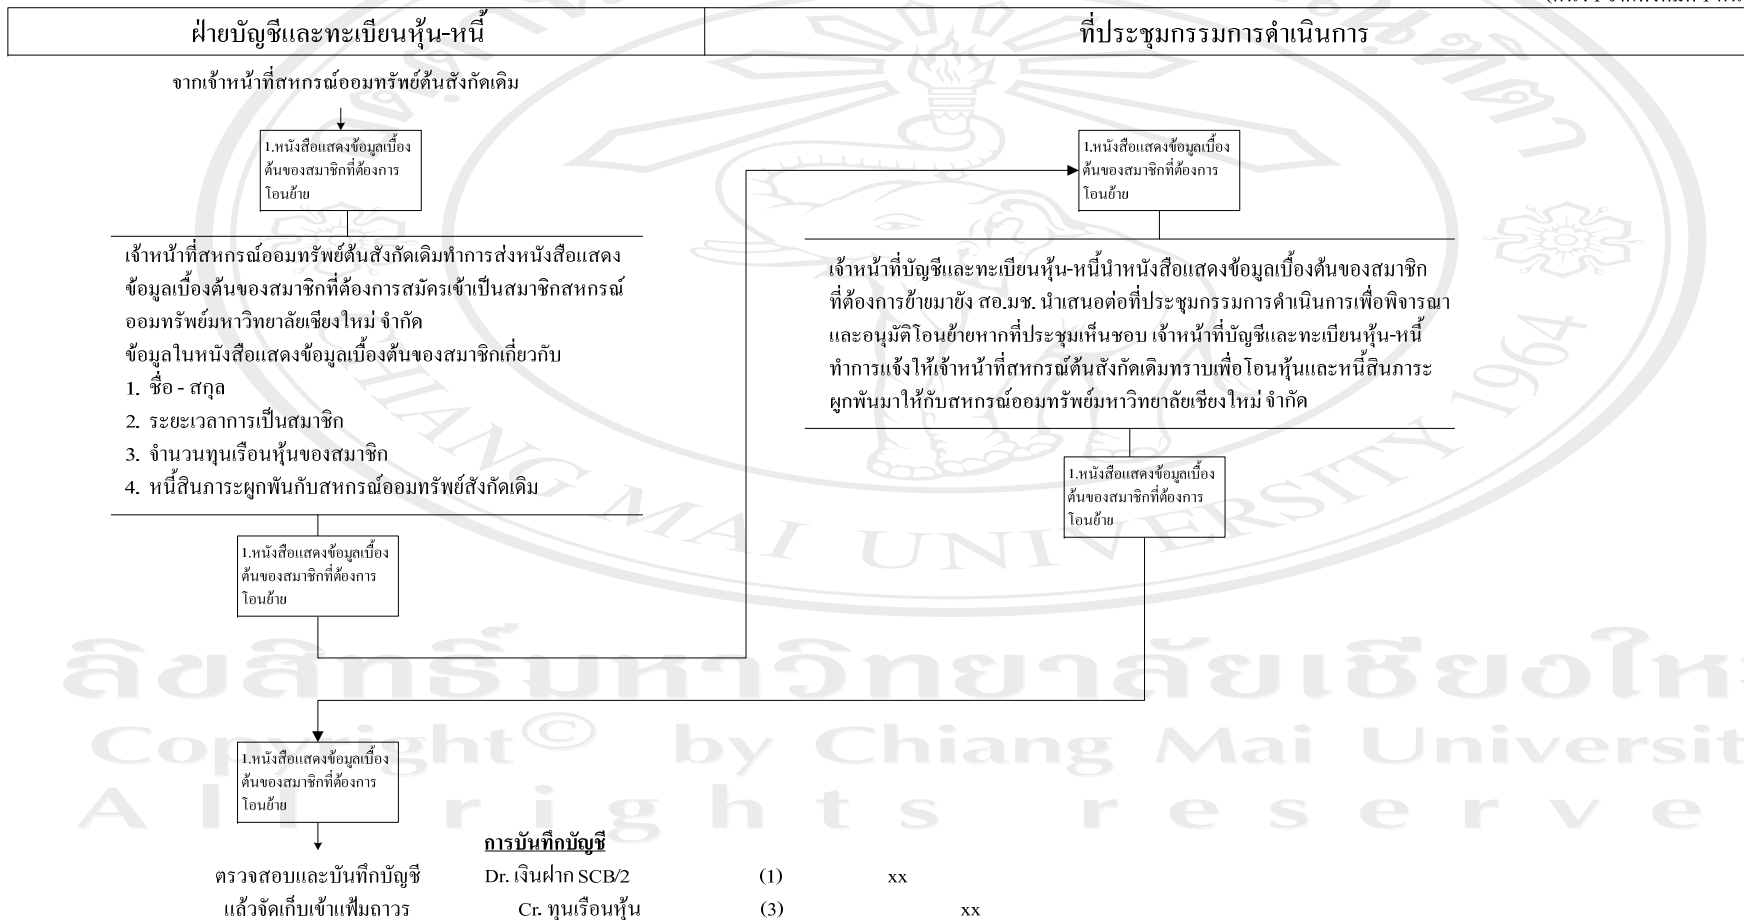 ฝ่ายบัญชีและทะเบียนหุ้น-หนี้
ที่ประชุมกรรมการดำเนินการ
จากเจ้าหน้าที่สหกรณ์ออมทรัพย์ต้นสังกัดเดิม
1.หนังสือแสดงข้อมูลเบื้อง
ต้นของสมาชิกที่ต้องการ
โอนย้าย
เจ้าหน้าที่สหกรณ์ออมทรัพย์ต้นสังกัดเดิมทำการส่งหนังสือแสดง
ข้อมูลเบื้องต้นของสมาชิกที่ต้องการสมัครเข้าเป็นสมาชิกสหกรณ์
ออมทรัพย์มหาวิทยาลัยเชียงใหม่ จำกัด
ข้อมูลในหนังสือแสดงข้อมูลเบื้องต้นของสมาชิกเกี่ยวกับ
1. ชื่อ - สกุล
2. ระยะเวลาการเป็นสมาชิก
3. จำนวนทุนเรือนหุ้นของสมาชิก
4. หนี้สินภาระผูกพันกับสหกรณ์ออมทรัพย์สังกัดเดิม
1.หนังสือแสดงข้อมูลเบื้อง
ต้นของสมาชิกที่ต้องการ
โอนย้าย
1.หนังสือแสดงข้อมูลเบื้อง
ต้นของสมาชิกที่ต้องการ
โอนย้าย
เจ้าหน้าที่บัญชีและทะเบียนหุ้น-หนี้นำหนังสือแสดงข้อมูลเบื้องต้นของสมาชิก
ที่ต้องการย้ายมายัง สอ.มช. นำเสนอต่อที่ประชุมกรรมการดำเนินการเพื่อพิจารณา
และอนุมัติโอนย้ายหากที่ประชุมเห็นชอบ เจ้าหน้าที่บัญชีและทะเบียนหุ้น-หนี้
ทำการแจ้งให้เจ้าหน้าที่สหกรณ์ต้นสังกัดเดิมทราบเพื่อโอนหุ้นและหนี้สินภาระ
ผูกพันมาให้กับสหกรณ์ออมทรัพย์มหาวิทยาลัยเชียงใหม่ จำกัด
1.หนังสือแสดงข้อมูลเบื้อง
ต้นของสมาชิกที่ต้องการ
โอนย้าย
1.หนังสือแสดงข้อมูลเบื้อง
ต้นของสมาชิกที่ต้องการ
โอนย้าย
ตรวจสอบและบันทึกบัญชี
แล้วจัดเก็บเข้าแฟ้มถาวร
การบันทึกบัญชี
Dr. เงินฝาก SCB/2 (1) xx
Cr. ทุนเรือนหุ้น (3) xx
CHIANG MAI UNIVERSITY 1964
ลิขสิทธิ์มหาวิทยาลัยเชียงให
Copyright© by Chiang Mai Universit
All rights reserve